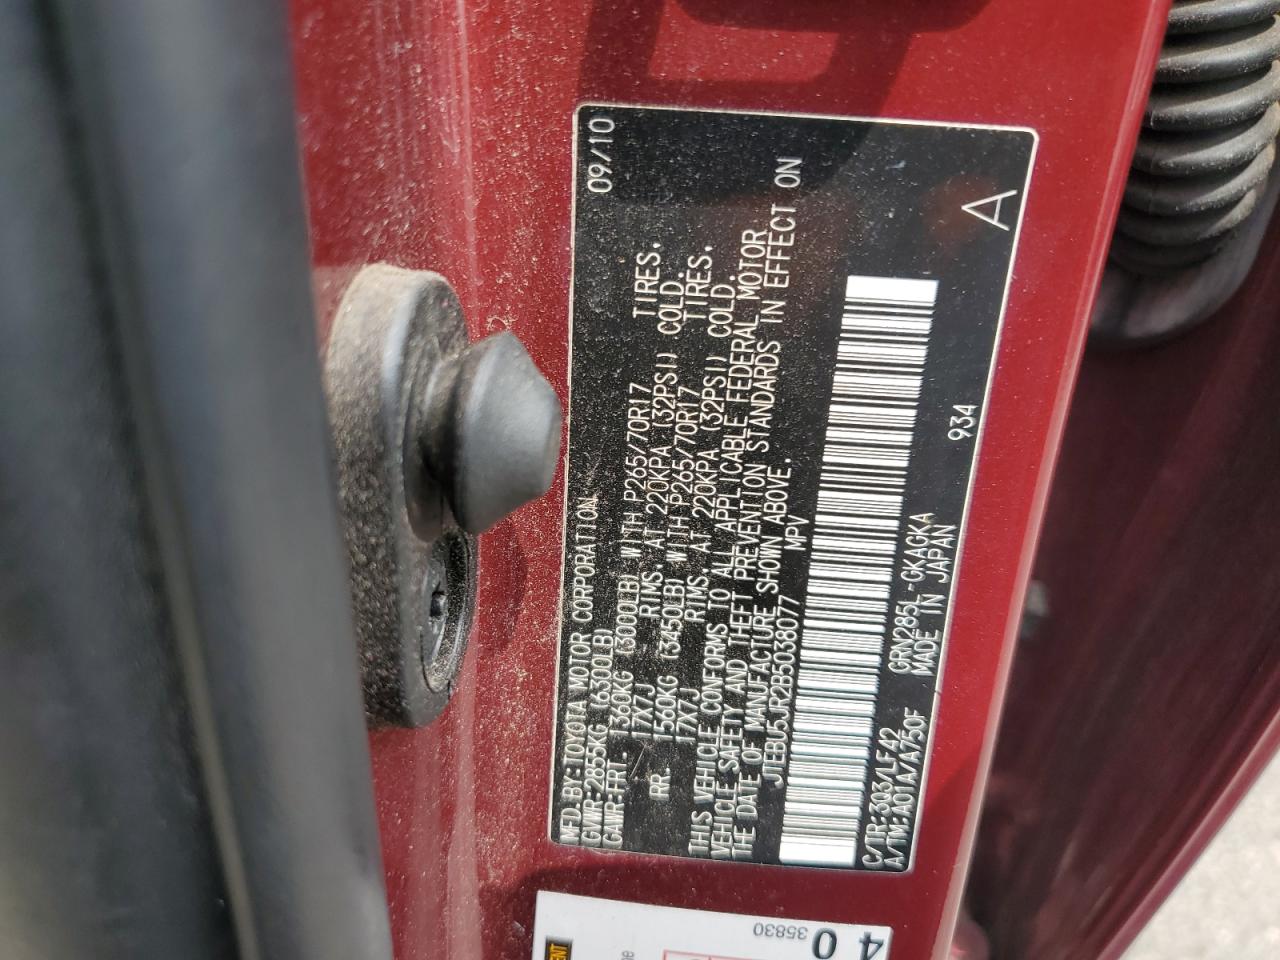 MFD.BY:TOYOTA MOTOR CORPORATION 09/10
GVWR:2855KG (6300LB)
GAWR:FRT. 1360KG (3000LB) WITH P265/70R17 TIRES.
17X7J RIMS. AT 220KPA (32PSI) COLD.
RR. 1560KG (3450LB) WITH P265/70R17 TIRES.
17X7J RIMS. AT 220KPA (32PSI) COLD.
THIS VEHICLE CONFORMS TO ALL APPLICABLE FEDERAL MOTOR
VEHICLE SAFETY AND THEFT PREVENTION STANDARDS IN EFFECT ON
THE DATE OF MANUFACTURE SHOWN ABOVE.
JTEBU5JR2B5038077 MPV
C/TR:3Q3/LF42 GRN285L-GKAGKA 934
A/TM:A01A/A750F MADE IN JAPAN
A
4 0
35830